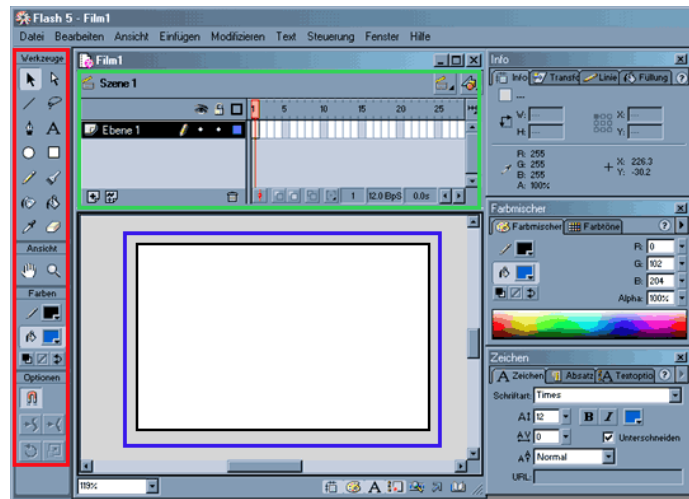 Flash 5 - Film1
Datei Bearbeiten Ansicht Einfügen Modifizieren Text Steuerung Fenster Hilfe
Werkzeuge
Ansicht
Farben
Optionen
Film1
Szene 1
1 5 10 15 20 25
Ebene 1
1 12.0 BpS 0.0s
119%
Info
Info Transfo Linie Füllung
...
W: X:
H: Y:
R: 255
G: 255
B: 255
A: 100%
X: 226.3
Y: -30.2
Farbmischer
Farbmischer Farbtöne
R: 0
G: 102
B: 204
Alpha: 100%
Zeichen
A Zeichen Absatz A Textoptio
Schriftart: Times
AI 12 B I
AV 0 Unterschneiden
A Normal
URL: